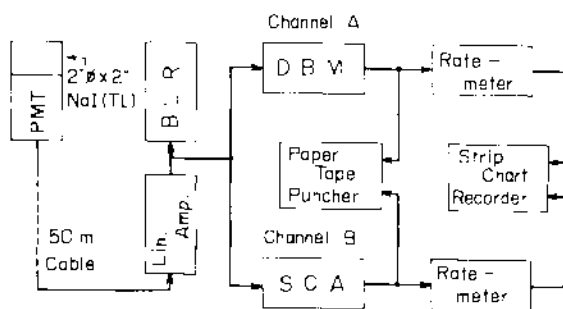 Channel A
2"ø x 2"
NaI (TL)
PMT
B L R
D B M
Rate-
meter
Paper
Tape
Puncher
Strip
Chart
Recorder
50 m
Cable
Lin.
Amp.
Channel B
S C A
Rate-
meter